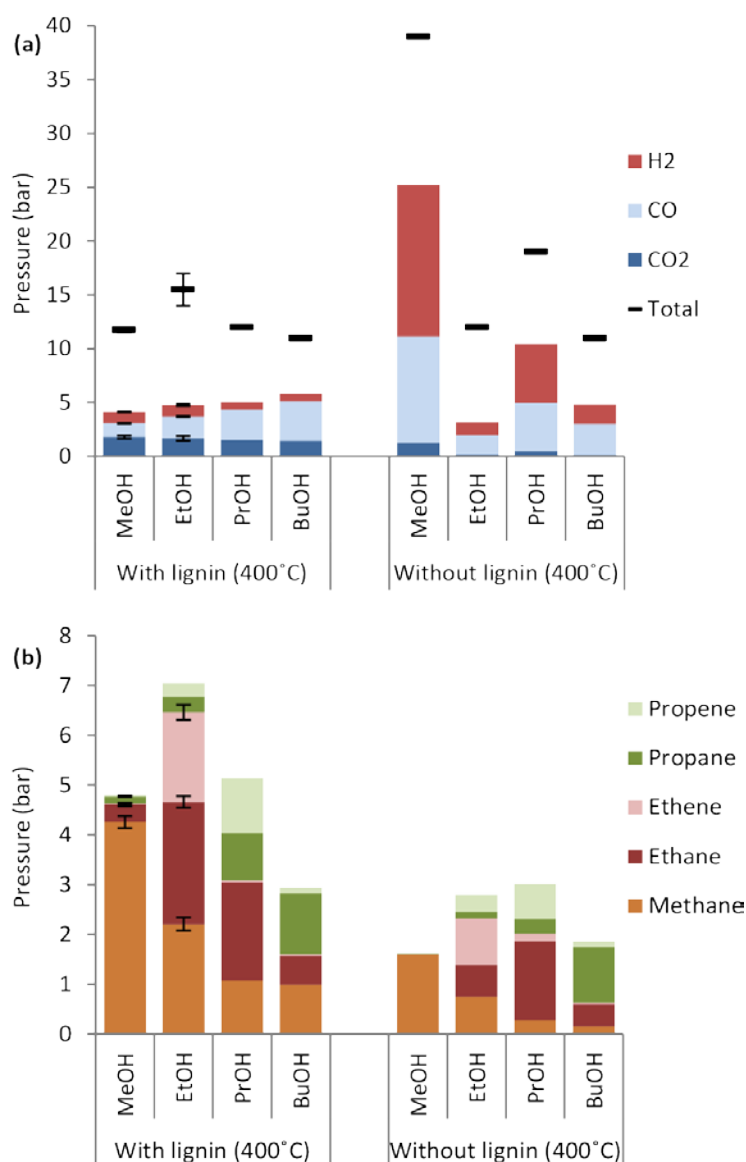 (a)
40
35
30
25
20
15
10
5
0
Pressure (bar)
H2
CO
CO2
Total
MeOH
EtOH
PrOH
BuOH
MeOH
EtOH
PrOH
BuOH
With lignin (400˚C)
Without lignin (400˚C)
(b)
8
7
6
5
4
3
2
1
0
Pressure (bar)
Propene
Propane
Ethene
Ethane
Methane
MeOH
EtOH
PrOH
BuOH
MeOH
EtOH
PrOH
BuOH
With lignin (400˚C)
Without lignin (400˚C)